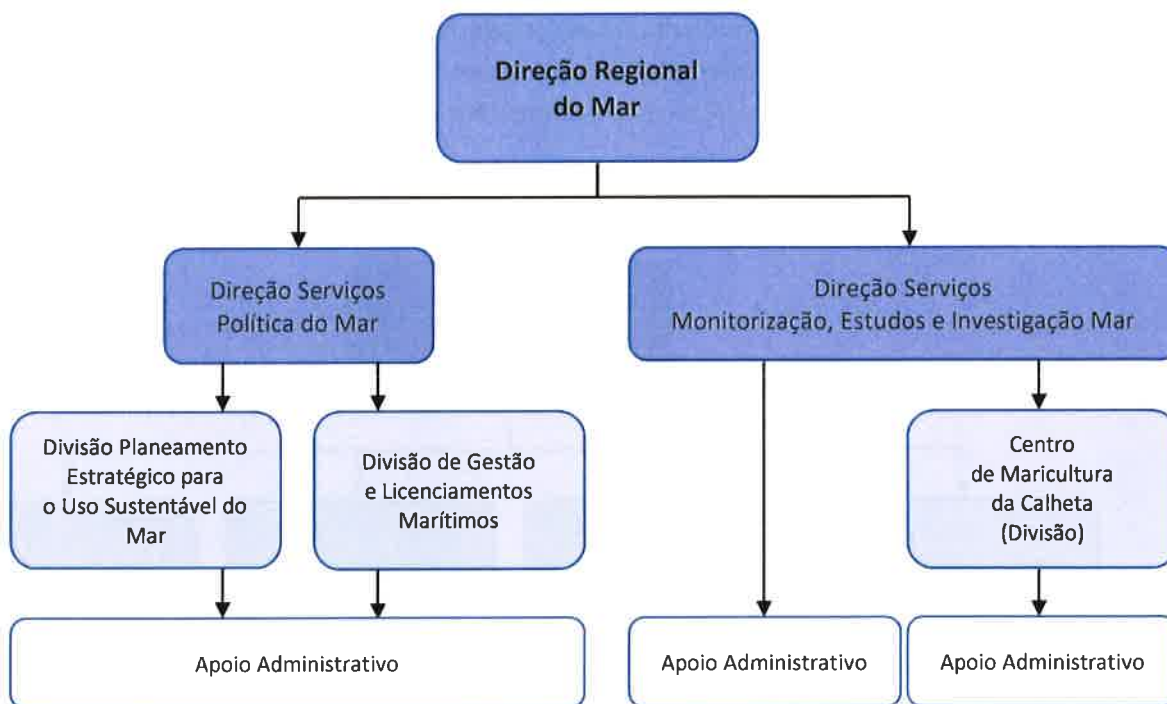 Direção Regional
do Mar
Direção Serviços
Política do Mar
Direção Serviços
Monitorização, Estudos e Investigação Mar
Divisão Planeamento
Estratégico para
o Uso Sustentável do
Mar
Divisão de Gestão
e Licenciamentos
Marítimos
Centro
de Maricultura
da Calheta
(Divisão)
Apoio Administrativo
Apoio Administrativo
Apoio Administrativo